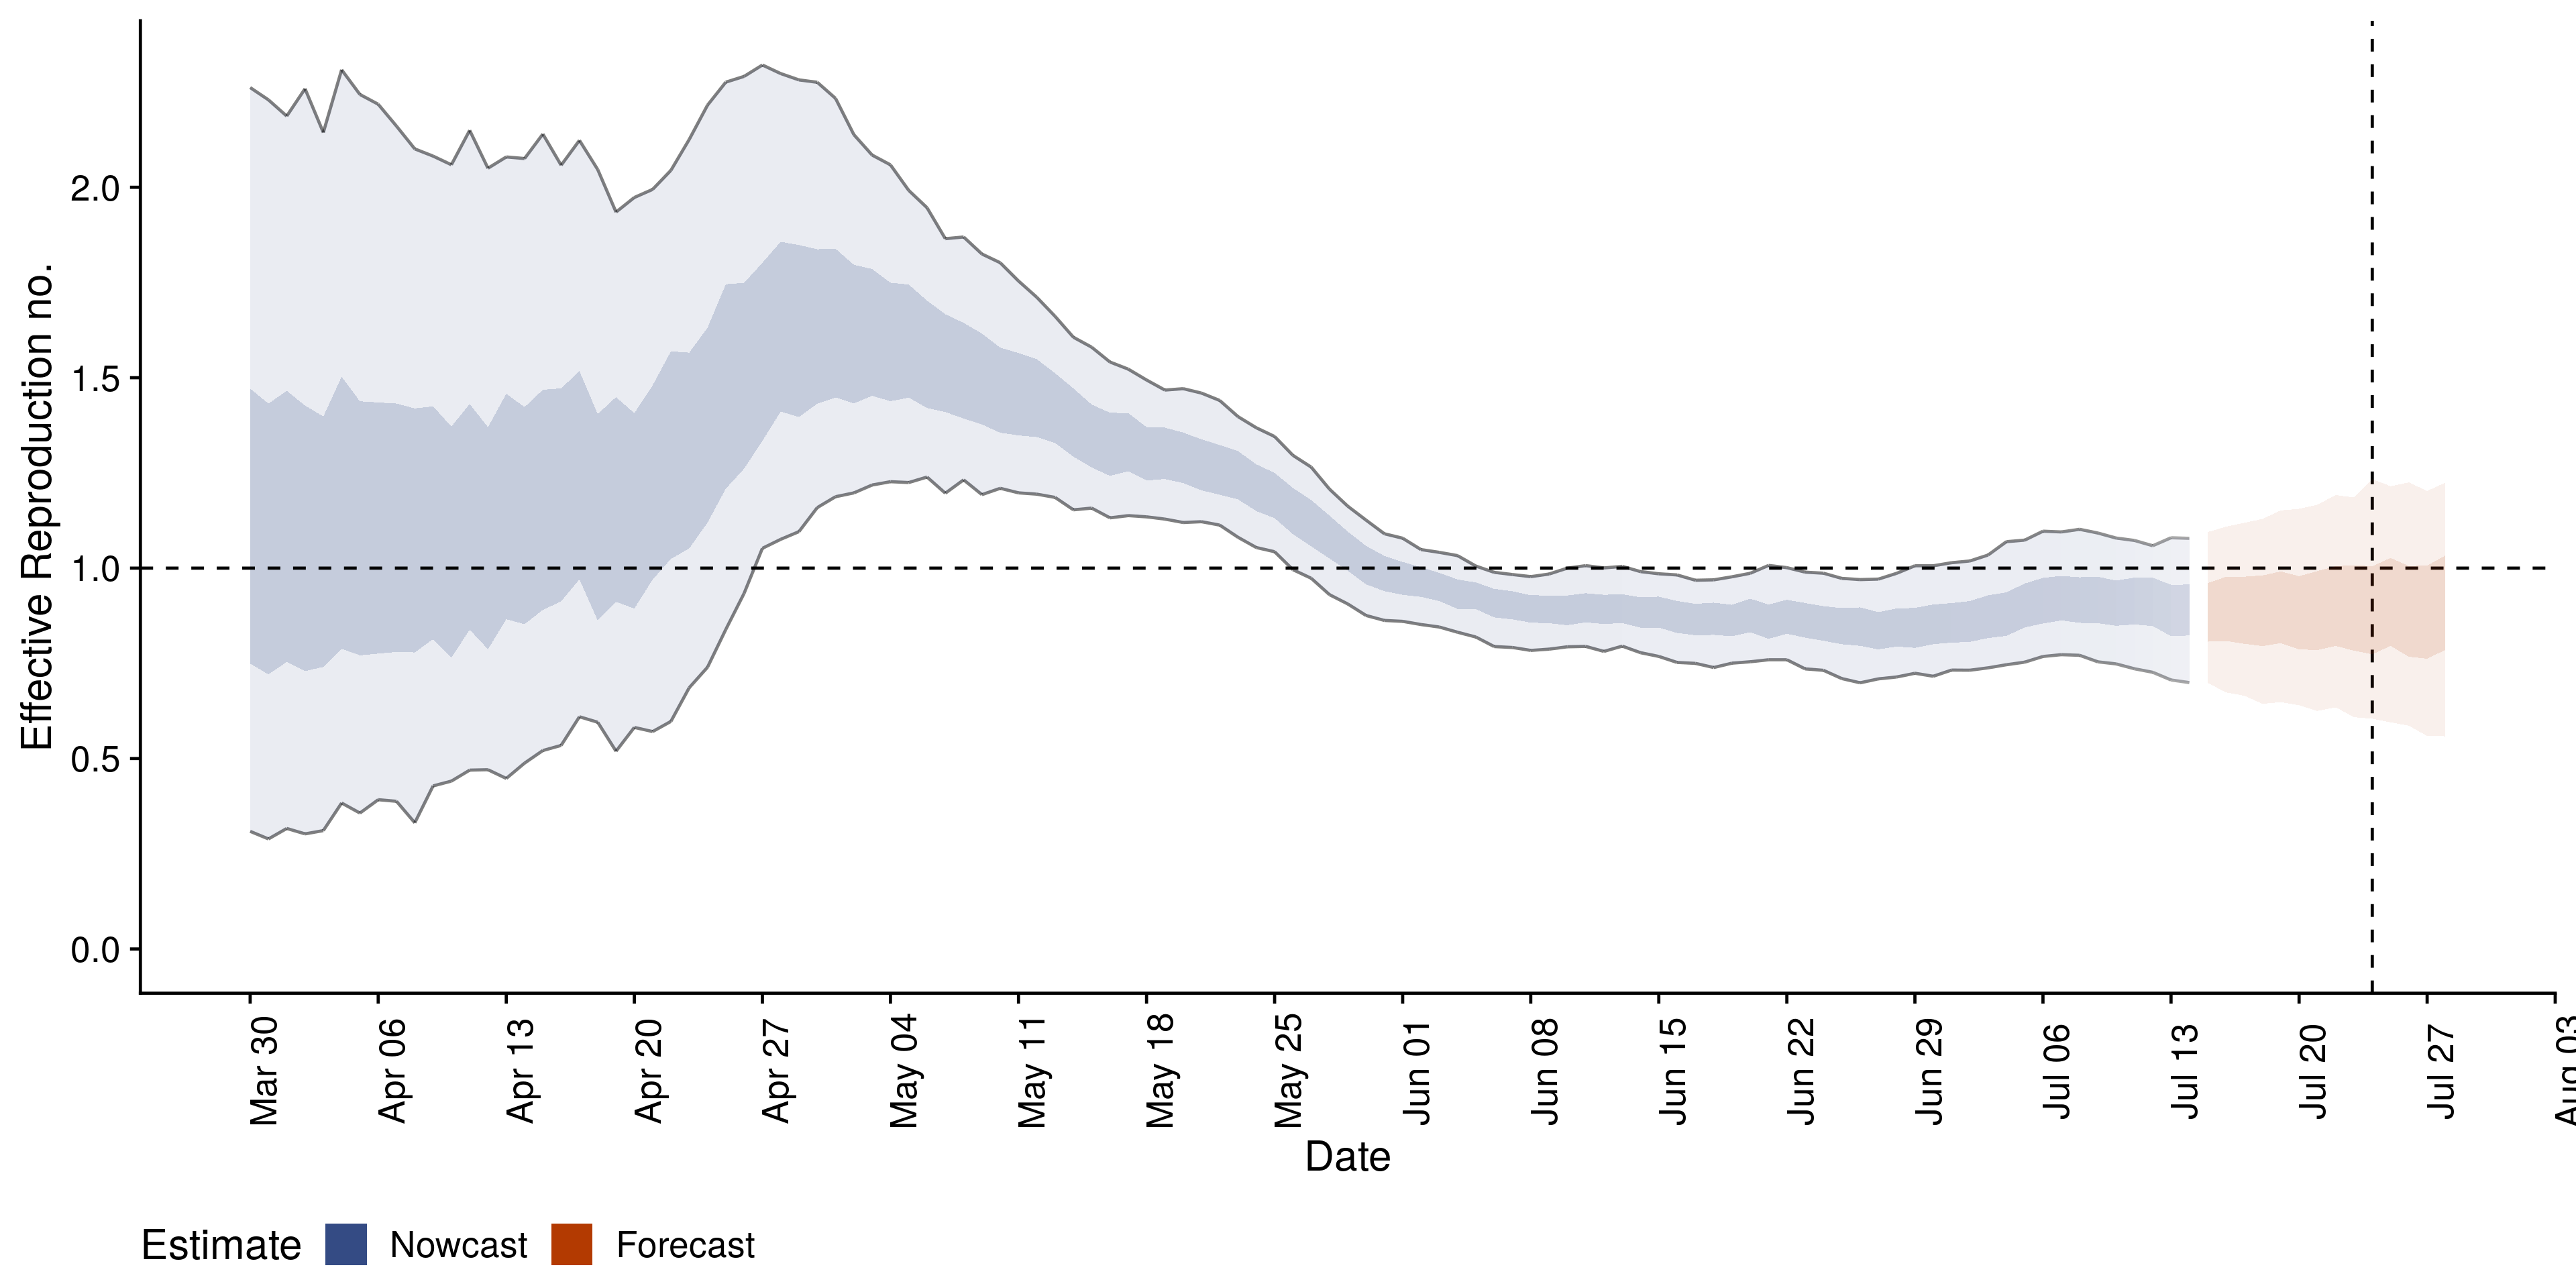 Effective Reproduction no.
2.0
1.5
1.0
0.5
0.0
Mar 30
Apr 06
Apr 13
Apr 20
Apr 27
May 04
May 11
May 18
May 25
Jun 01
Jun 08
Jun 15
Jun 22
Jun 29
Jul 06
Jul 13
Jul 20
Jul 27
Aug 03
Date
Estimate Nowcast Forecast